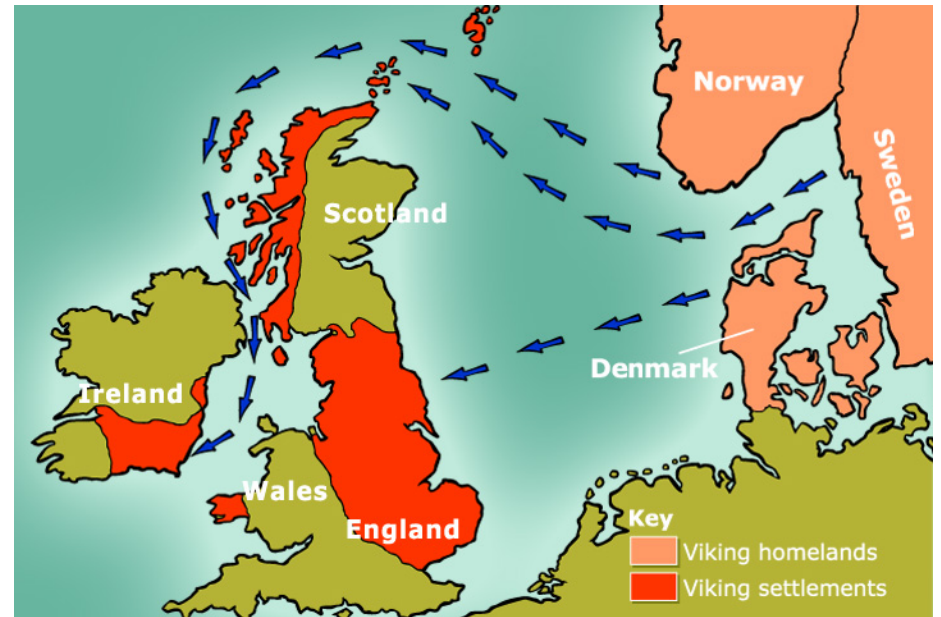 Norway
Sweden
Scotland
Denmark
Ireland
Wales
England
Key
Viking homelands
Viking settlements